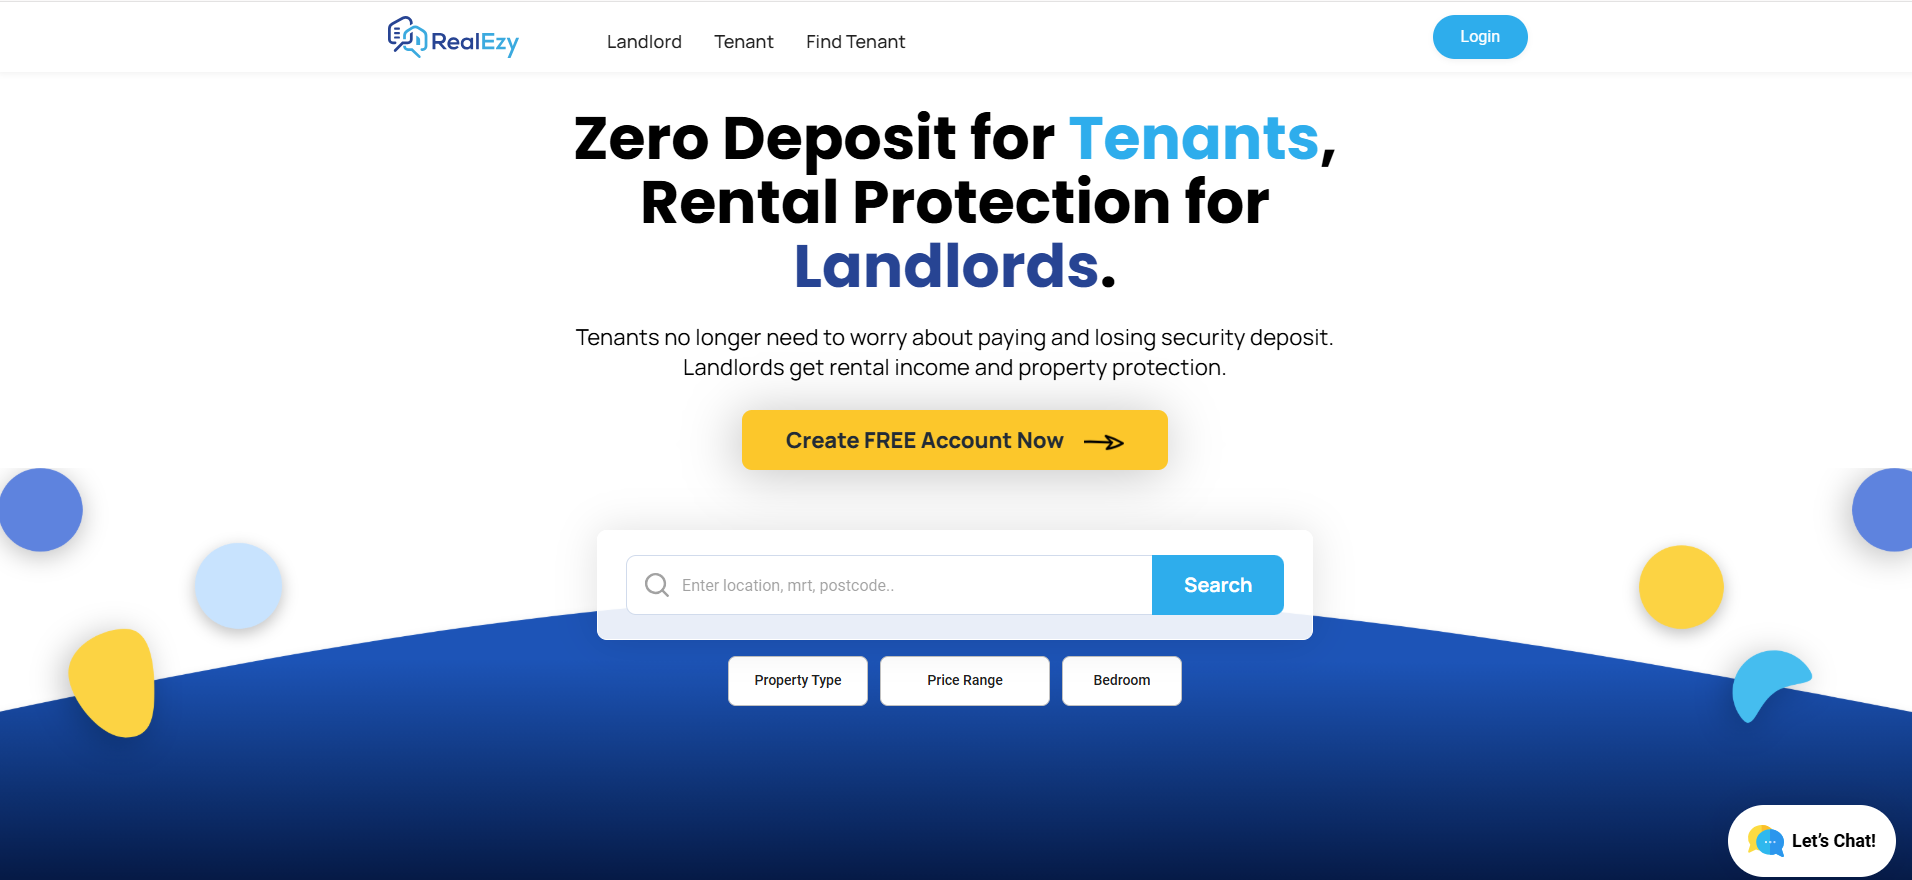 RealEzy
Landlord
Tenant
Find Tenant
Login
Zero Deposit for Tenants,
Rental Protection for
Landlords.
Tenants no longer need to worry about paying and losing security deposit.
Landlords get rental income and property protection.
Create FREE Account Now
Enter location, mrt, postcode..
Search
Property Type
Price Range
Bedroom
Let's Chat!